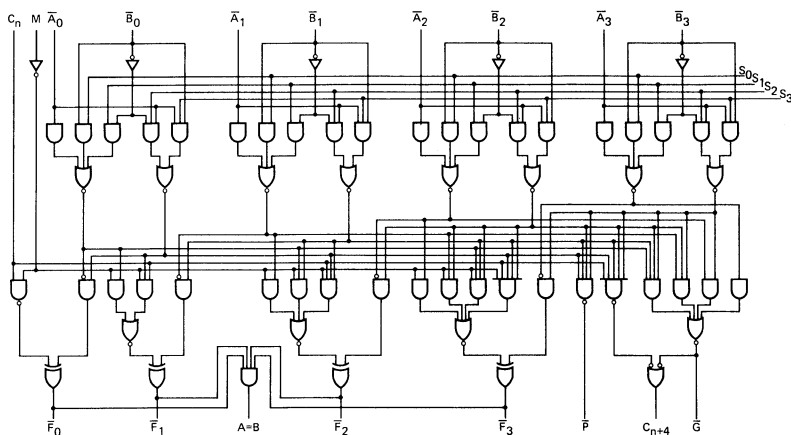 Cn M A̅0 B̅0 A̅1 B̅1 A̅2 B̅2 A̅3 B̅3
S0 S1 S2 S3
F̅0 F̅1 A=B F̅2 F̅3 P̅ Cn+4 G̅